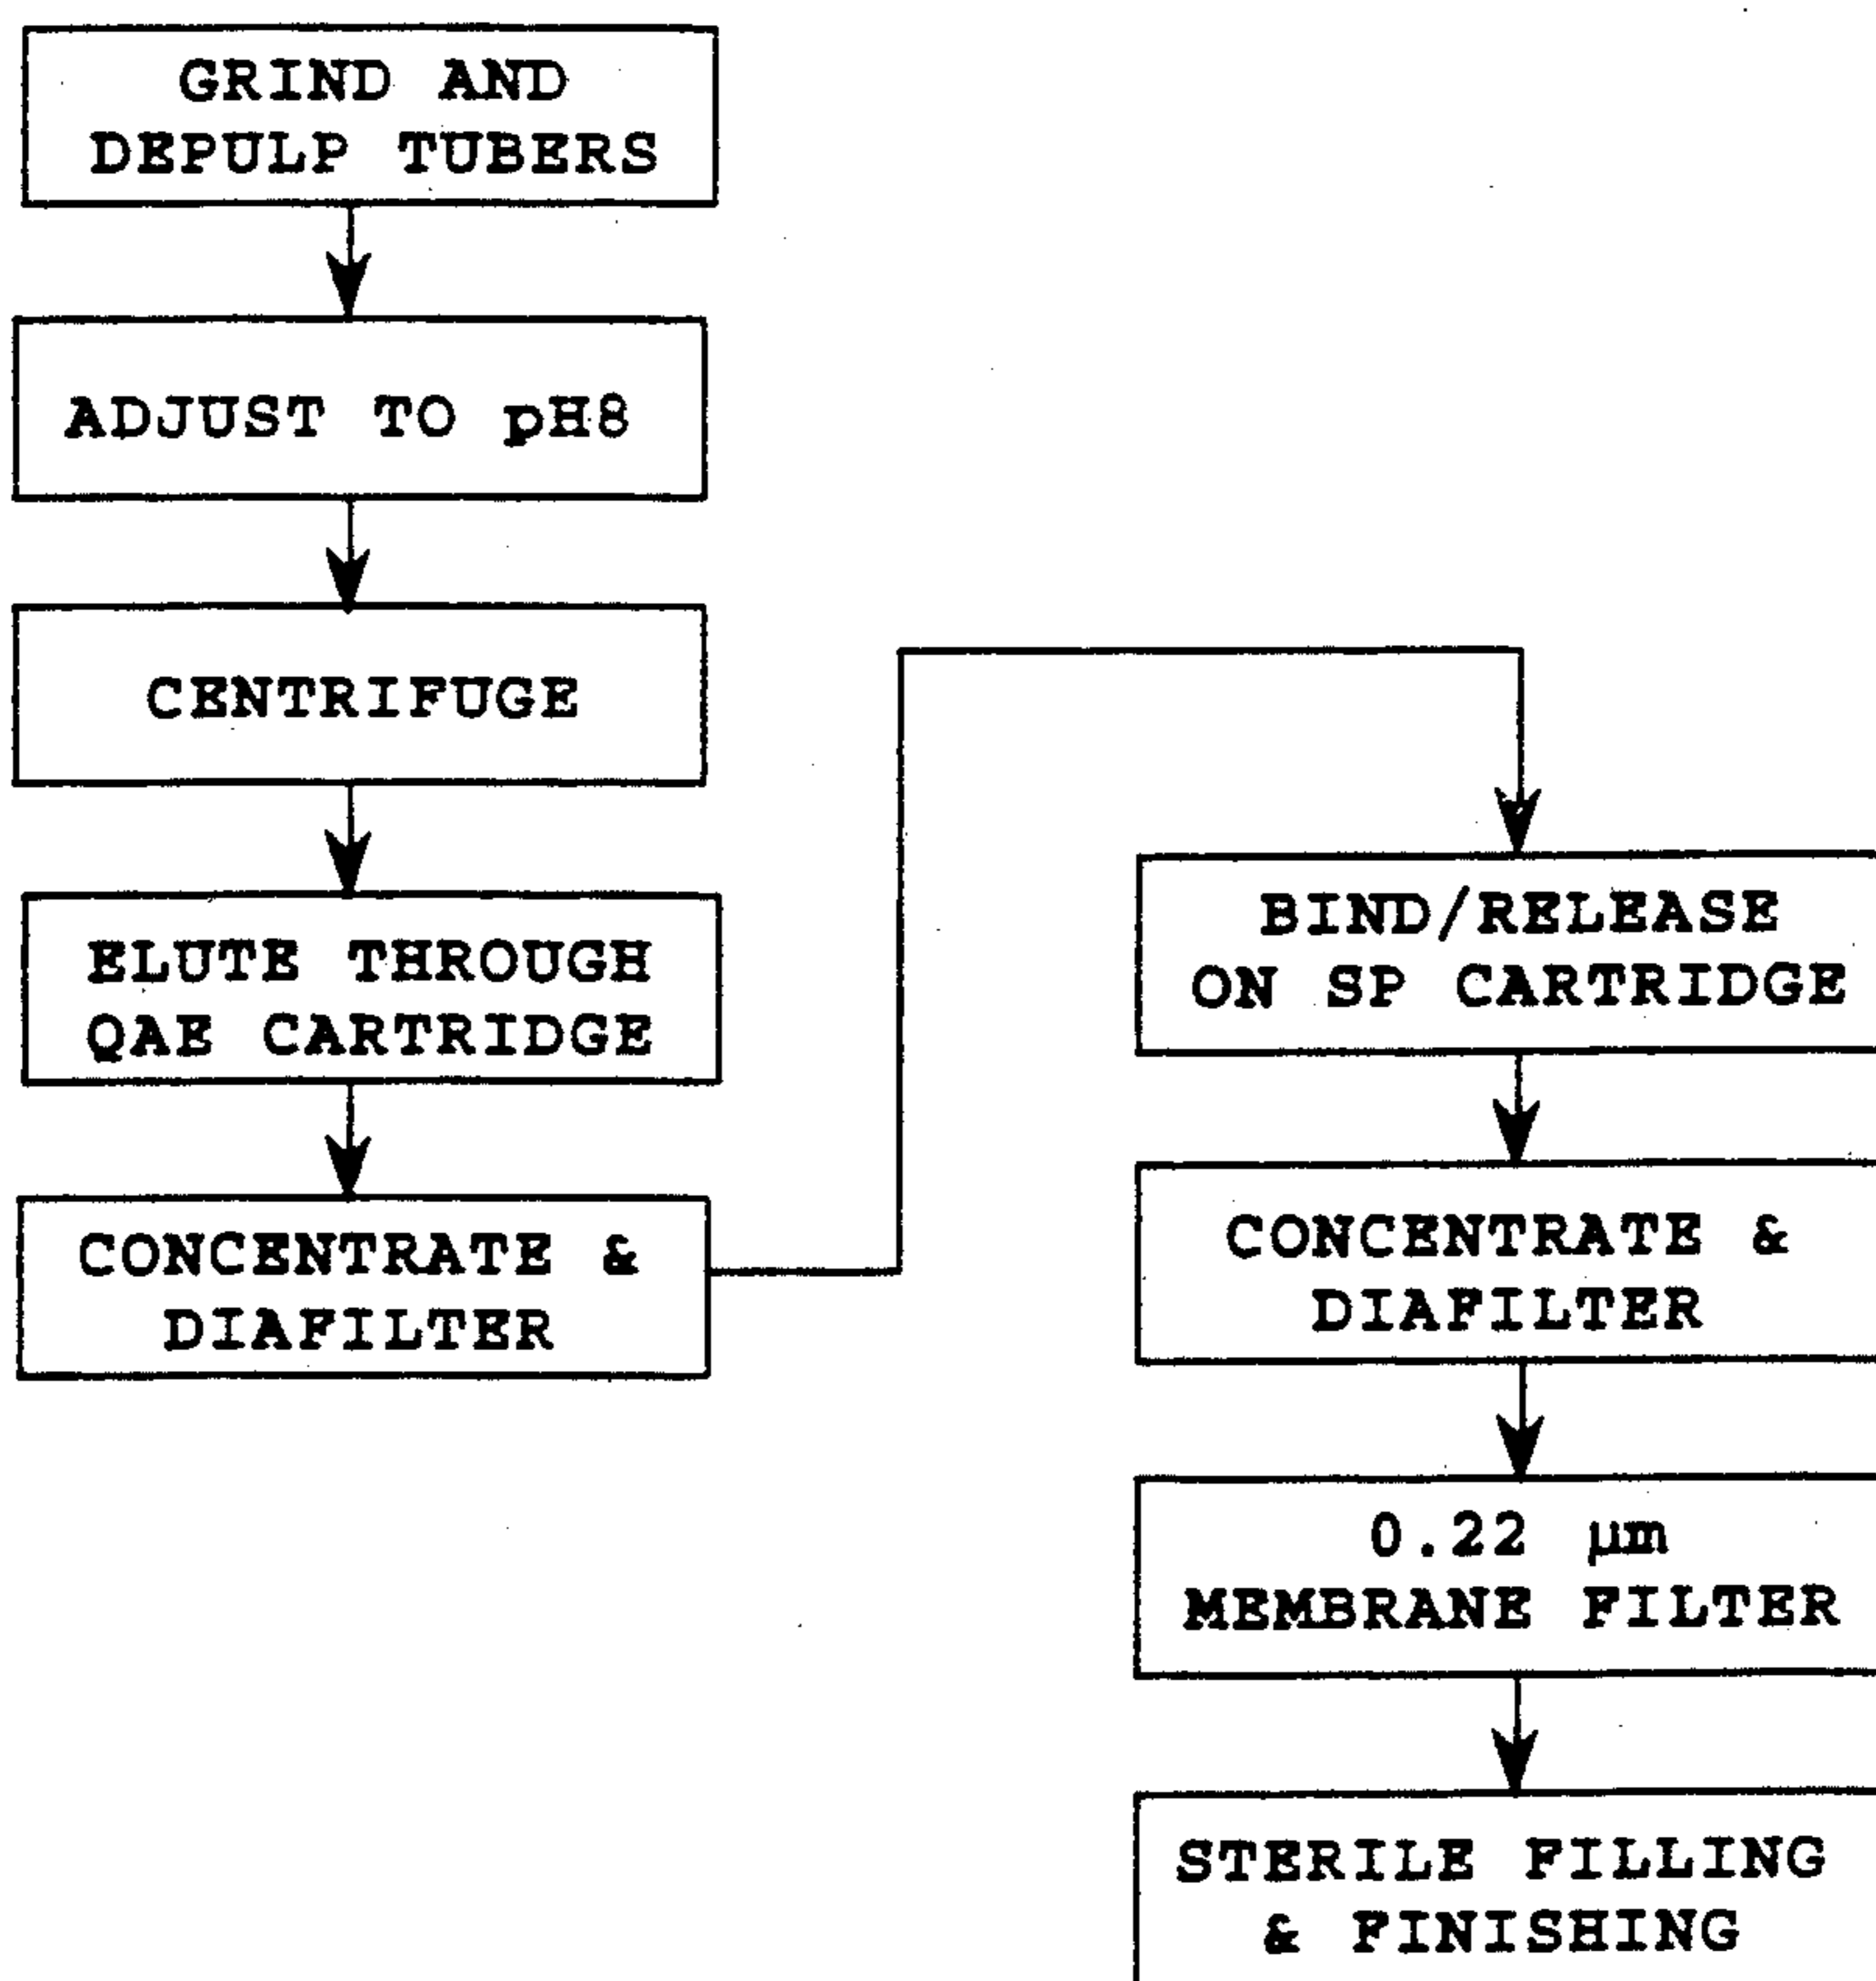 GRIND AND
DEPULP TUBERS
ADJUST TO pH8
CENTRIFUGE
ELUTE THROUGH
QAE CARTRIDGE
CONCENTRATE &
DIAFILTER
BIND/RELEASE
ON SP CARTRIDGE
CONCENTRATE &
DIAFILTER
0.22 µm
MEMBRANE FILTER
STERILE FILLING
& FINISHING